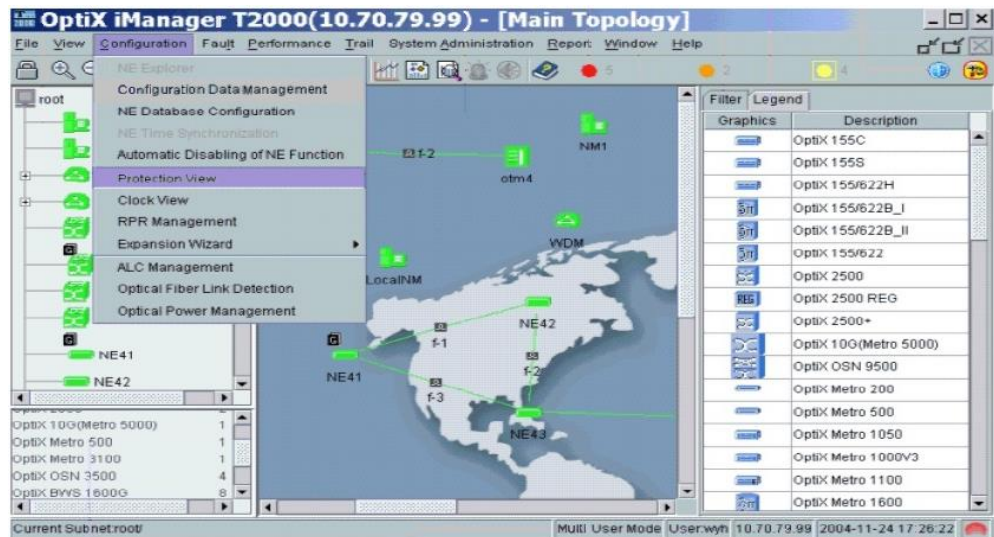 OptiX iManager T2000(10.70.79.99) - [Main Topology]
File View Configuration Fault Performance Trail System Administration Report Window Help
5
2
4
NE Explorer
Configuration Data Management
NE Database Configuration
NE Time Synchronization
Automatic Disabling of NE Function
Protection View
Clock View
RPR Management
Expansion Wizard
ALC Management
Optical Fiber Link Detection
Optical Power Management
root
G
G
NE41
NE42
OptiX 10G(Metro 5000) 1
OptiX Metro 500 1
OptiX Metro 3100 1
OptiX OSN 3500 4
OptiX BWS 1600G 8
f-2
otm4
NM1
WDM
LocalNM
NE42
f-1
G
NE41
f-2
f-3
NE43
Filter Legend
Graphics Description
OptiX 155C
OptiX 155S
OptiX 155/622H
OptiX 155/622B_I
OptiX 155/622B_II
OptiX 155/622
OptiX 2500
REG OptiX 2500 REG
OptiX 2500+
OptiX 10G(Metro 5000)
OptiX OSN 9500
OptiX Metro 200
OptiX Metro 500
OptiX Metro 1050
OptiX Metro 1000V3
OptiX Metro 1100
OptiX Metro 1600
Current Subnet:root/
Multi User Mode User:wyh 10.70.79.99 2004-11-24 17:26:22